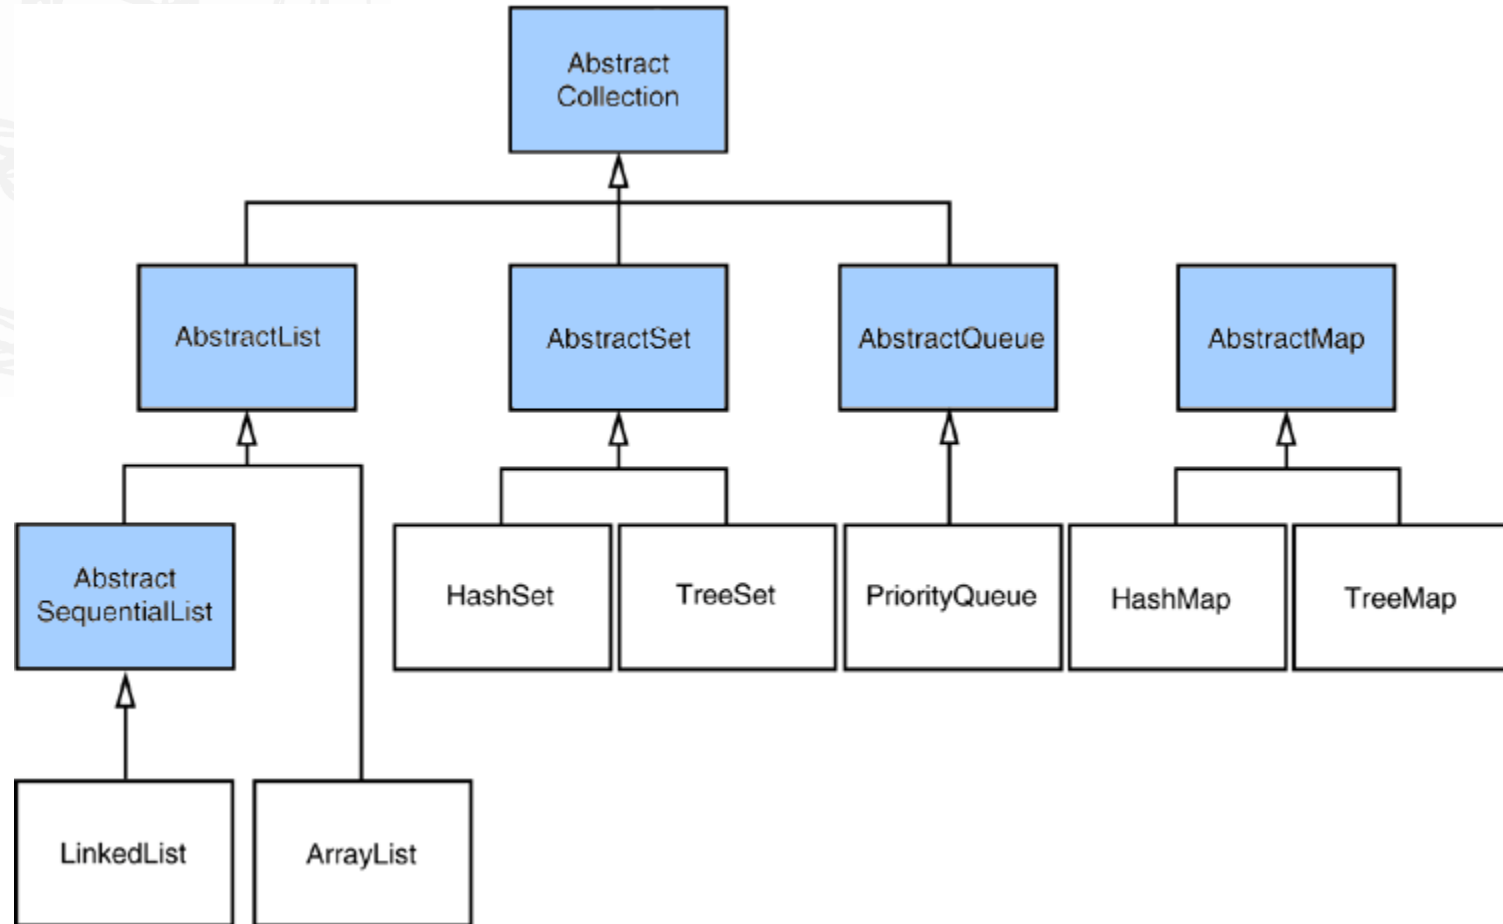 Abstract
Collection
AbstractList
AbstractSet
AbstractQueue
AbstractMap
Abstract
SequentialList
HashSet
TreeSet
PriorityQueue
HashMap
TreeMap
LinkedList
ArrayList